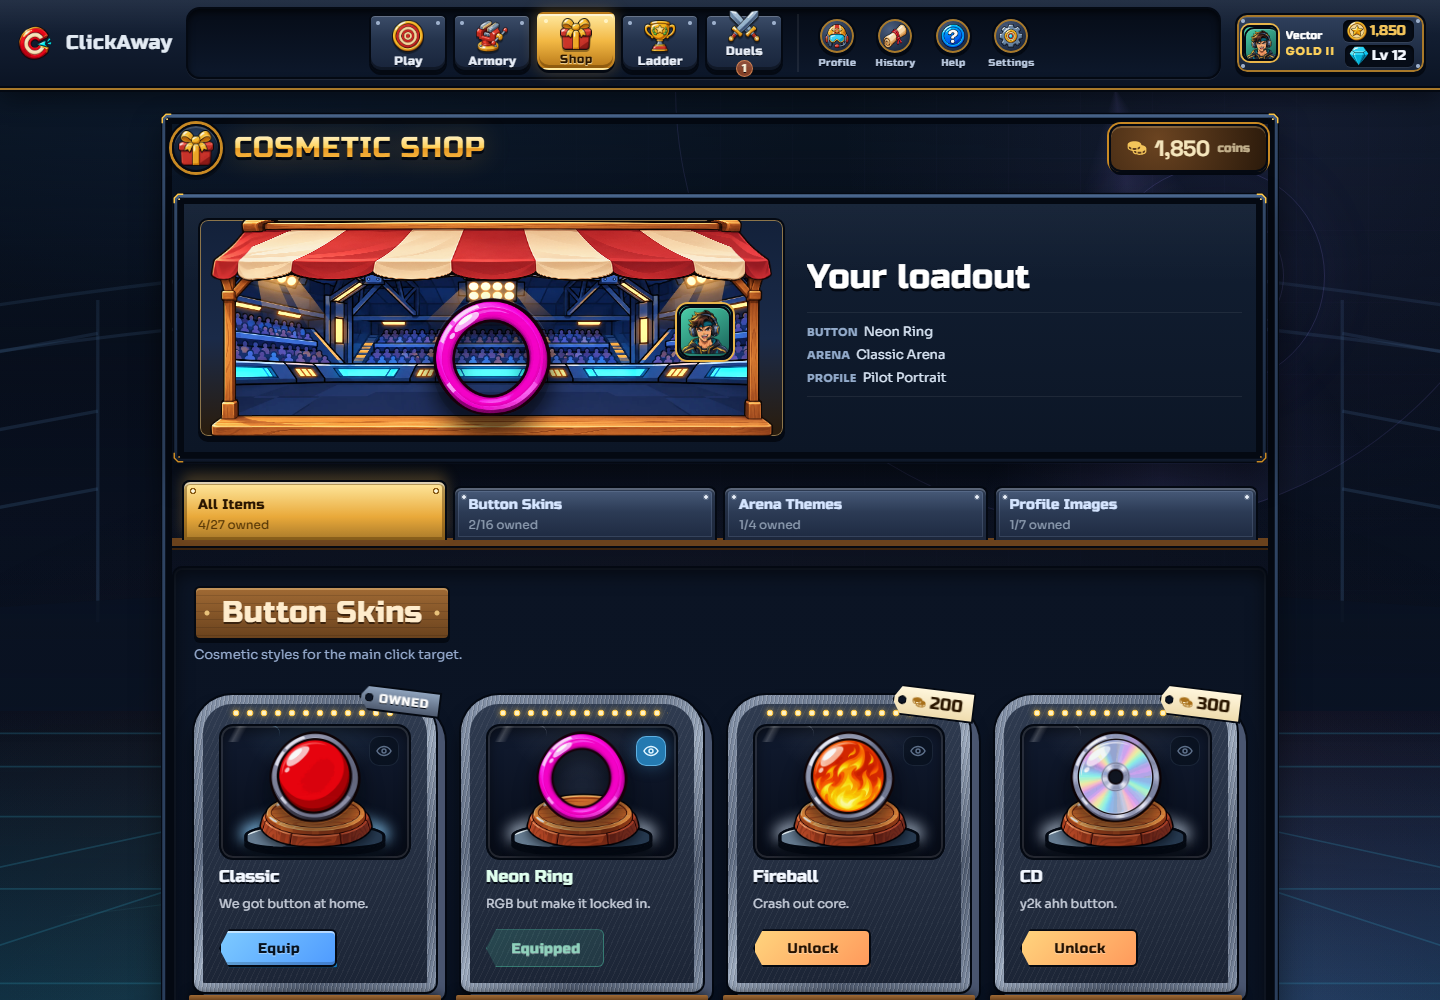 ClickAway
Play
Armory
Shop
Ladder
Duels
1
Profile
History
Help
Settings
Vector
GOLD II
1,850
Lv 12
COSMETIC SHOP
1,850 coins
Your loadout
BUTTON Neon Ring
ARENA Classic Arena
PROFILE Pilot Portrait
All Items
4/27 owned
Button Skins
2/16 owned
Arena Themes
1/4 owned
Profile Images
1/7 owned
Button Skins
Cosmetic styles for the main click target.
OWNED
Classic
We got button at home.
Equip
Neon Ring
RGB but make it locked in.
Equipped
200
Fireball
Crash out core.
Unlock
300
CD
y2k ahh button.
Unlock